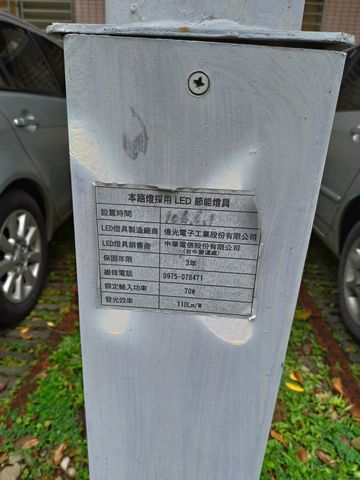 本路燈採用 LED 節能燈具
設置時間
LED燈具製造廠商 億光電子工業股份有限公司
LED燈具銷售商 中華電信股份有限公司
(台中營運處)
保固年限 3年
維修電話 0975-078471
額定輸入功率 70W
發光效率 110Lm/W